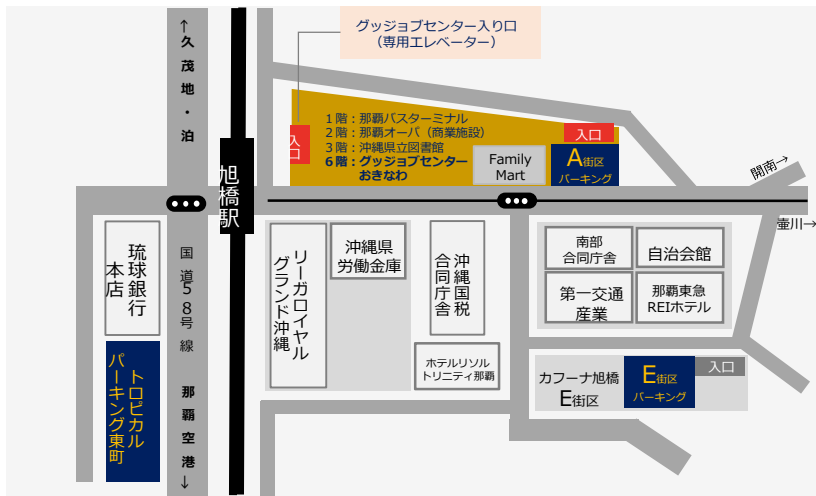 グッジョブセンター入り口
（専用エレベーター）
↑久茂地・泊
入口
1階：那覇バスターミナル
2階：那覇オーパ（商業施設）
3階：沖縄県立図書館
6階：グッジョブセンター
おきなわ
Family
Mart
入口
A街区
パーキング
旭橋駅
開南→
壷川→
琉球銀行
本店
国道58号線
那覇空港↓
リーガロイヤル
グランド沖縄
沖縄県
労働金庫
沖縄国税
合同庁舎
南部
合同庁舎
自治会館
第一交通
産業
那覇東急
REIホテル
ホテルリソル
トリニティ那覇
トロピカル
パーキング東町
カフーナ旭橋
E街区
E街区
パーキング
入口